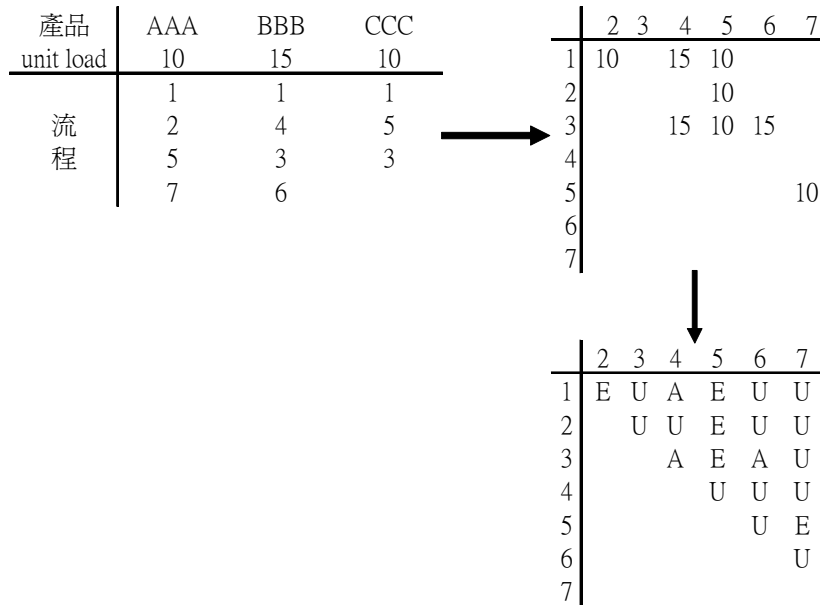 產品 AAA BBB CCC
unit load 10 15 10
1 1 1
流 2 4 5
程 5 3 3
7 6
2 3 4 5 6 7
1 10 15 10
2 10
3 15 10 15
4
5 10
6
7
2 3 4 5 6 7
1 E U A E U U
2 U U E U U
3 A E A U
4 U U U
5 U E
6 U
7